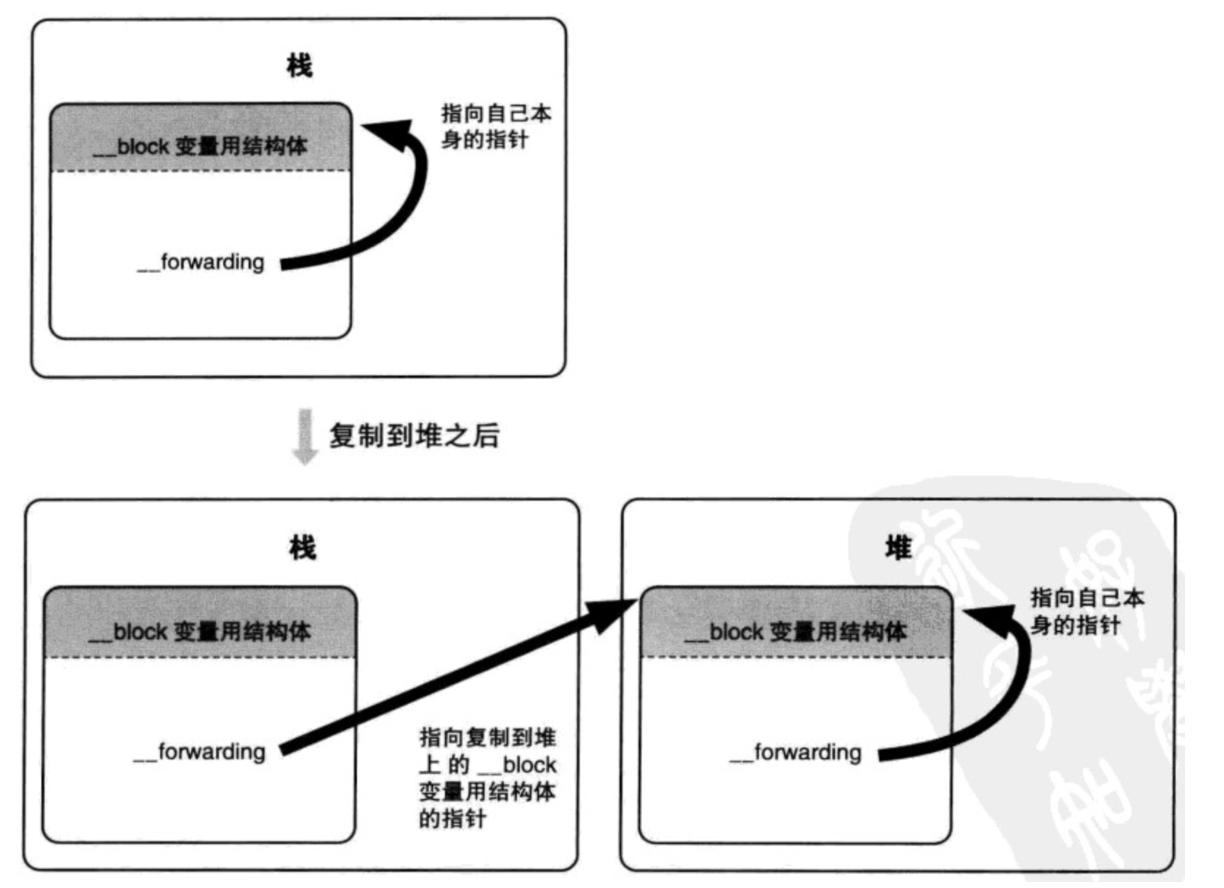 栈
__block 变量用结构体
指向自己本
身的指针
__forwarding
复制到堆之后
栈
__block 变量用结构体
__forwarding
指向复制到堆
上 的 __block
变量用结构体
的指针
堆
__block 变量用结构体
指向自己本
身的指针
__forwarding